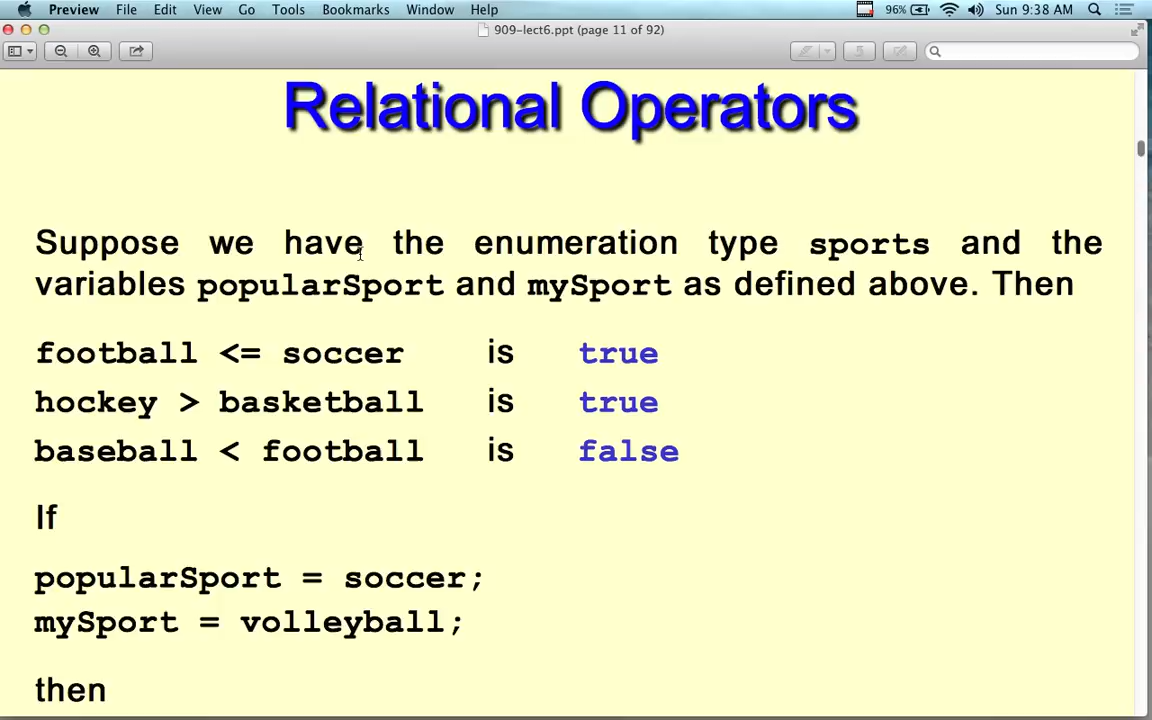 Preview File Edit View Go Tools Bookmarks Window Help 96% Sun 9:38 AM
909-lect6.ppt (page 11 of 92)
Relational Operators
Suppose we have the enumeration type sports and the
variables popularSport and mySport as defined above. Then
football <= soccer is true
hockey > basketball is true
baseball < football is false
If
popularSport = soccer;
mySport = volleyball;
then